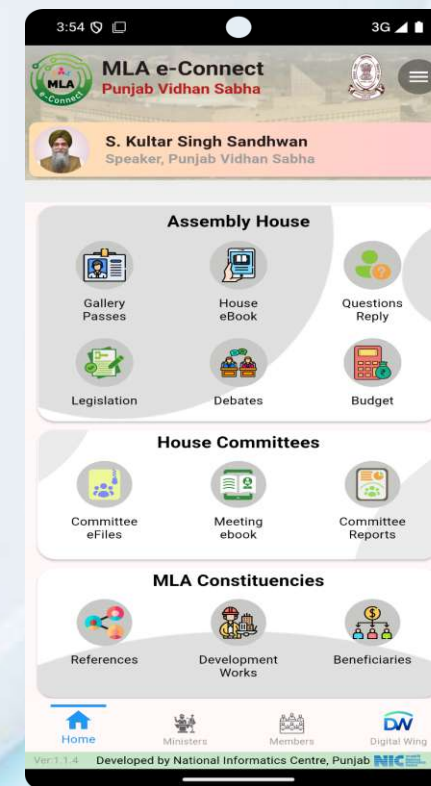 3:54
3G
MLA
e-Connect
MLA e-Connect
Punjab Vidhan Sabha
S. Kultar Singh Sandhwan
Speaker, Punjab Vidhan Sabha
Assembly House
Gallery
Passes
House
eBook
Questions
Reply
Legislation
Debates
Budget
House Committees
Committee
eFiles
Meeting
ebook
Committee
Reports
MLA Constituencies
References
Development
Works
Beneficiaries
Home
Ministers
Members
DW
Digital Wing
Ver:1.1.4 Developed by National Informatics Centre, Punjab NIC